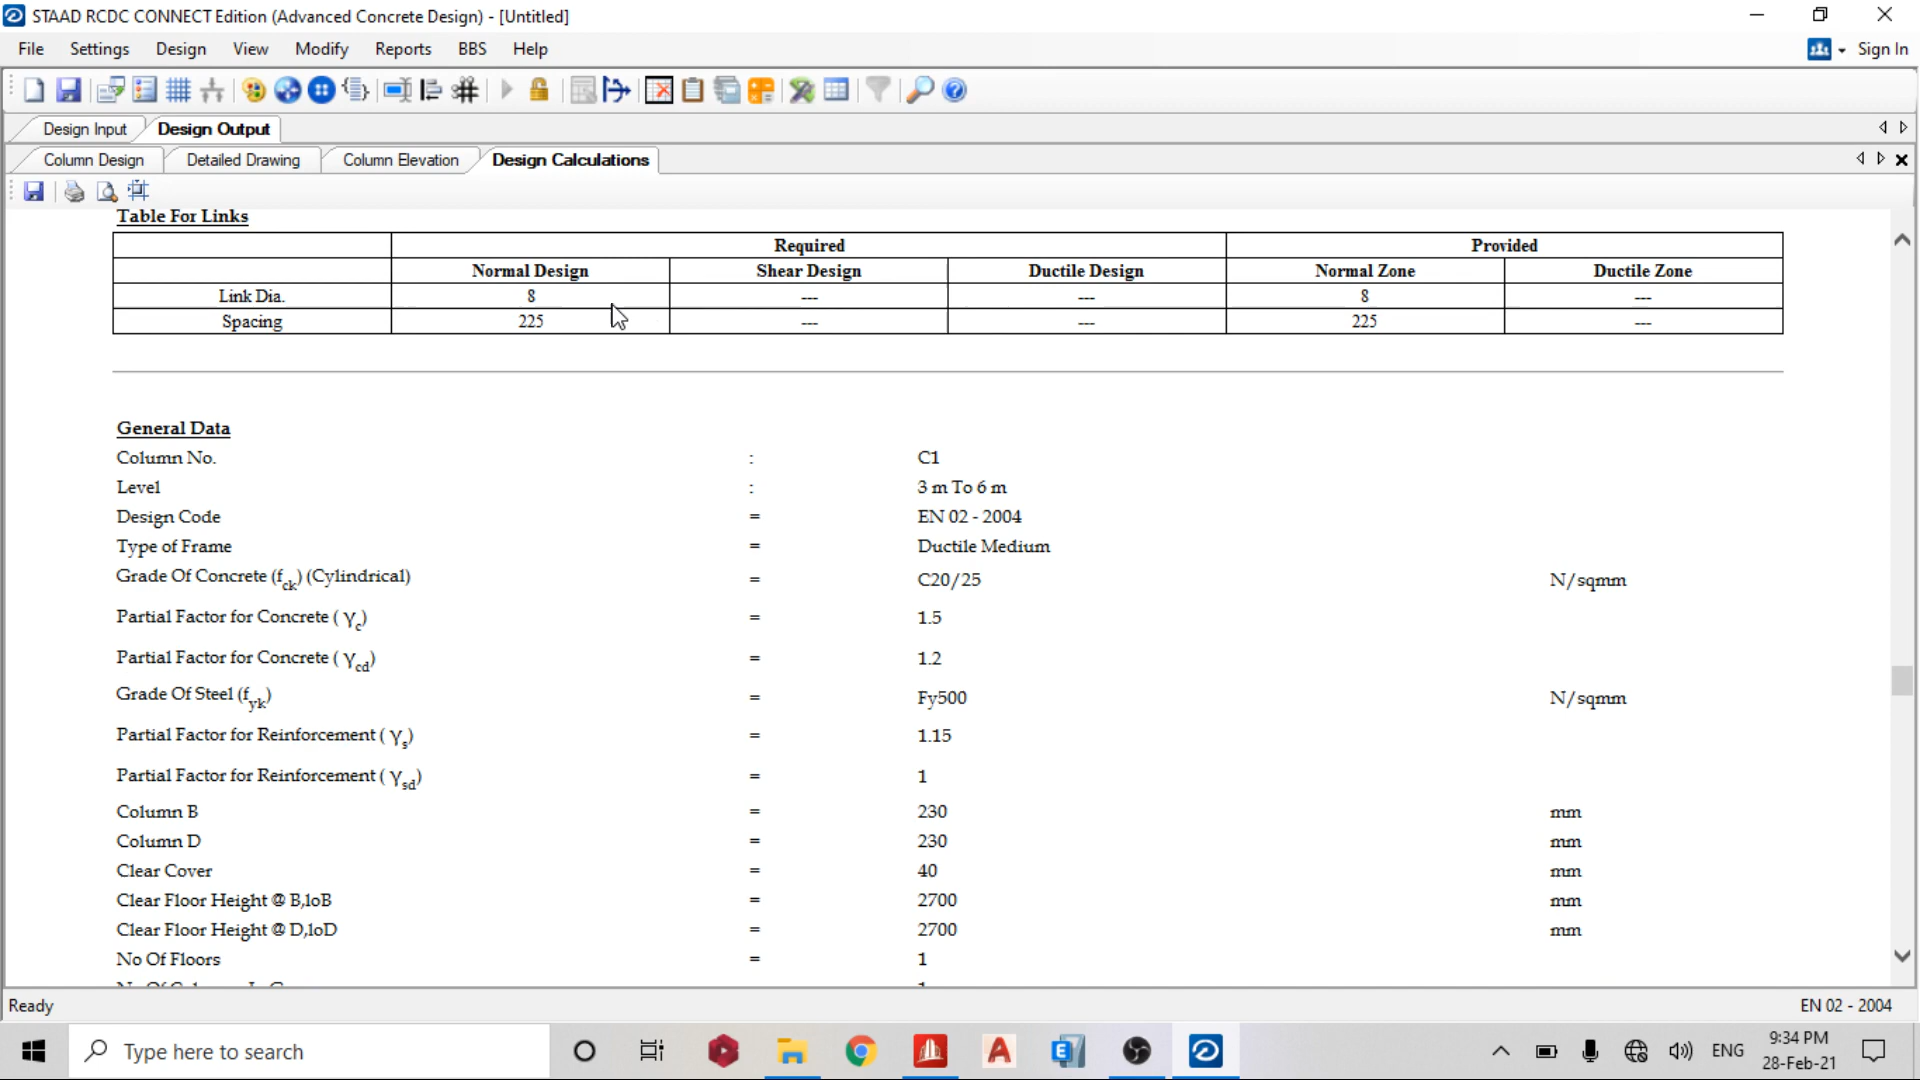 STAAD RCDC CONNECT Edition (Advanced Concrete Design) - [Untitled]
File Settings Design View Modify Reports BBS Help Sign In
Design Input Design Output
Column Design Detailed Drawing Column Elevation Design Calculations
Table For Links
Required Provided
Normal Design Shear Design Ductile Design Normal Zone Ductile Zone
Link Dia. 8 --- --- 8 ---
Spacing 225 --- --- 225 ---
General Data
Column No. : C1
Level : 3 m To 6 m
Design Code = EN 02 - 2004
Type of Frame = Ductile Medium
Grade Of Concrete (fck) (Cylindrical) = C20/25 N/sqmm
Partial Factor for Concrete ( γc) = 1.5
Partial Factor for Concrete ( γcd) = 1.2
Grade Of Steel (fyk) = Fy500 N/sqmm
Partial Factor for Reinforcement ( γs) = 1.15
Partial Factor for Reinforcement ( γsd) = 1
Column B = 230 mm
Column D = 230 mm
Clear Cover = 40 mm
Clear Floor Height @ B,loB = 2700 mm
Clear Floor Height @ D,loD = 2700 mm
No Of Floors = 1
Ready EN 02 - 2004
Type here to search ENG 9:34 PM
28-Feb-21